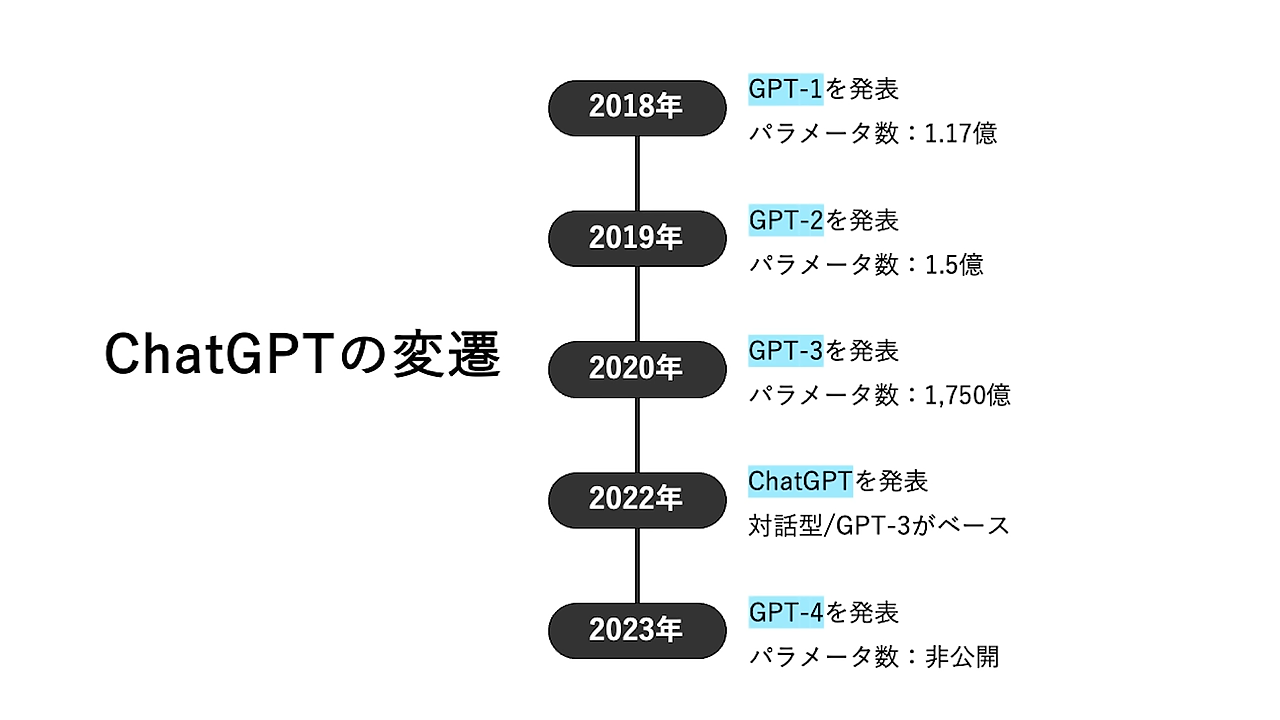 ChatGPTの変遷
2018年
GPT-1を発表
パラメータ数：1.17億
2019年
GPT-2を発表
パラメータ数：1.5億
2020年
GPT-3を発表
パラメータ数：1,750億
2022年
ChatGPTを発表
対話型/GPT-3がベース
2023年
GPT-4を発表
パラメータ数：非公開